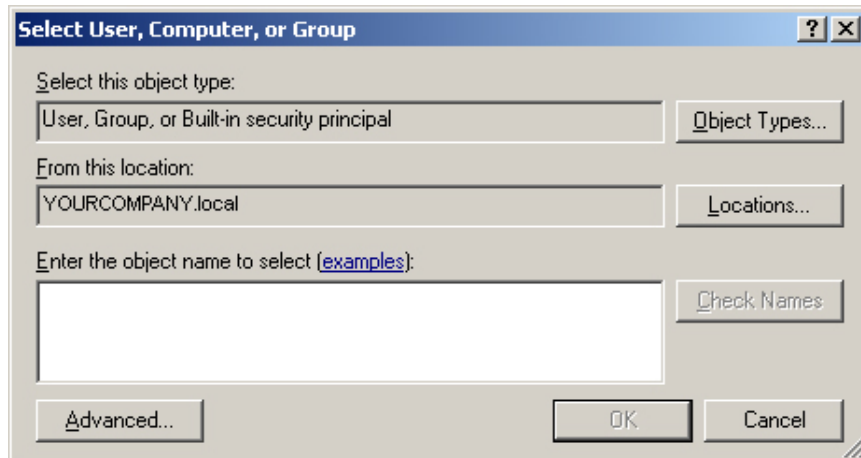 Select User, Computer, or Group
Select this object type:
User, Group, or Built-in security principal
Object Types...
From this location:
YOURCOMPANY.local
Locations...
Enter the object name to select (examples):
Check Names
Advanced...
OK
Cancel